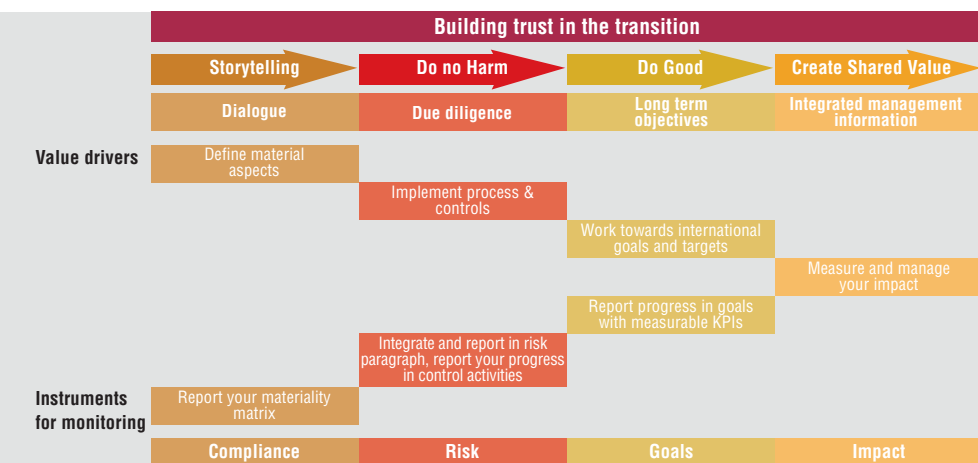 Building trust in the transition
Storytelling
Do no Harm
Do Good
Create Shared Value
Dialogue
Due diligence
Long term
objectives
Integrated management
information
Value drivers
Define material
aspects
Implement process &
controls
Work towards international
goals and targets
Measure and manage
your impact
Report progress in goals
with measurable KPIs
Integrate and report in risk
paragraph, report your progress
in control activities
Instruments
for monitoring
Report your materiality
matrix
Compliance
Risk
Goals
Impact